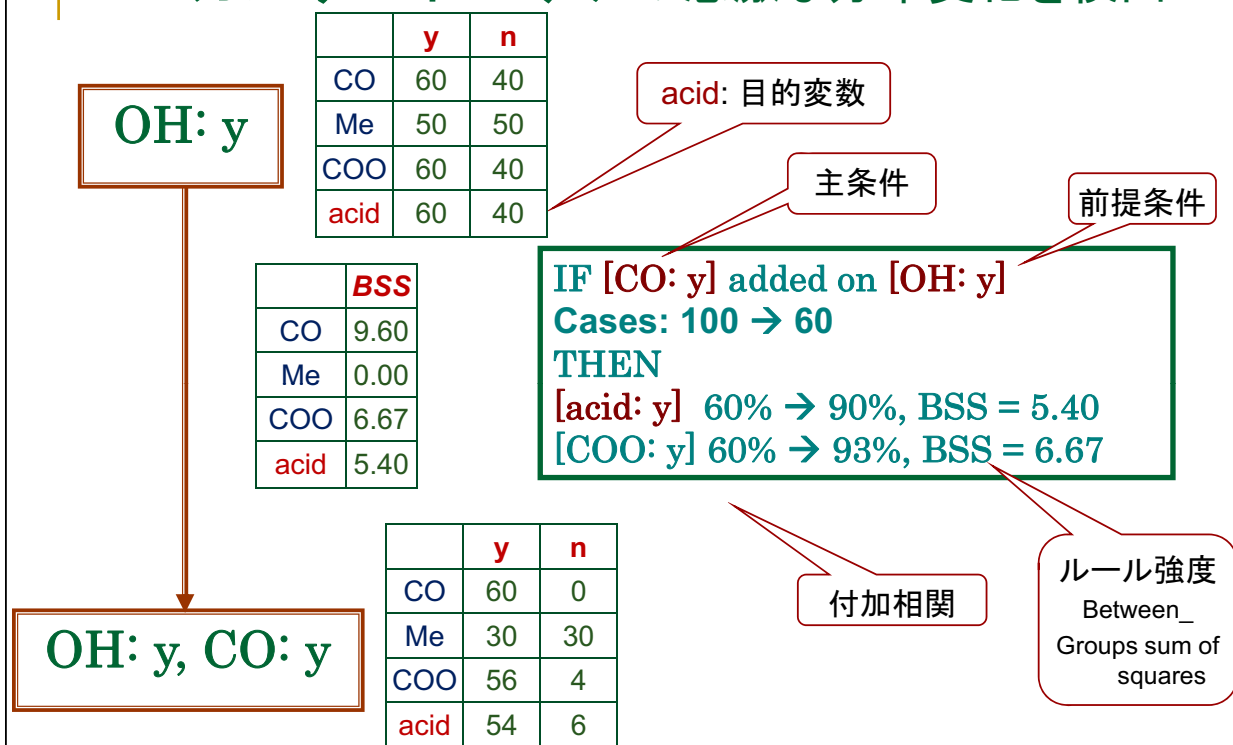 OH: y
y n
CO 60 40
Me 50 50
COO 60 40
acid 60 40
acid: 目的変数
主条件
前提条件
BSS
CO 9.60
Me 0.00
COO 6.67
acid 5.40
IF [CO: y] added on [OH: y]
Cases: 100 → 60
THEN
[acid: y] 60% → 90%, BSS = 5.40
[COO: y] 60% → 93%, BSS = 6.67
付加相関
ルール強度
Between_
Groups sum of
squares
OH: y, CO: y
y n
CO 60 0
Me 30 30
COO 56 4
acid 54 6